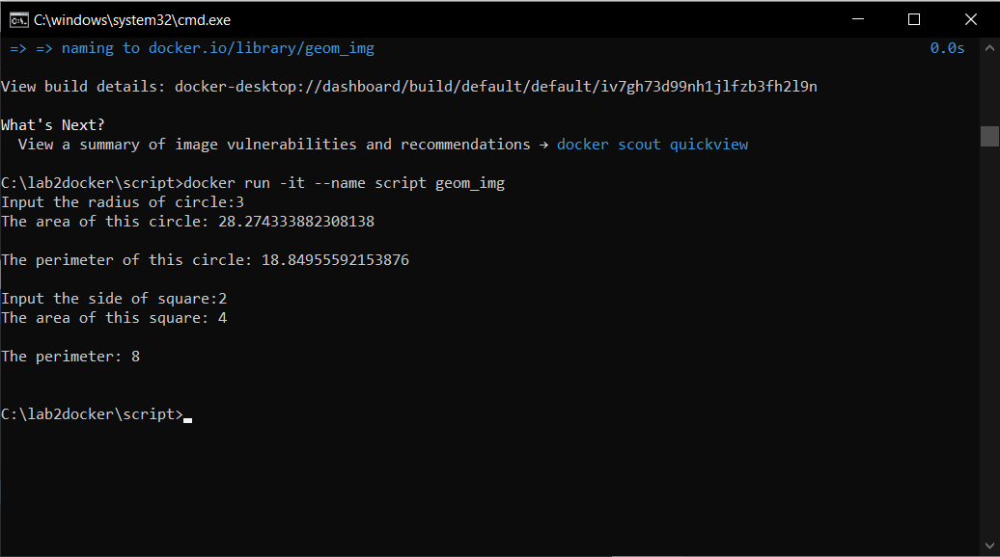 C:\windows\system32\cmd.exe
=> => naming to docker.io/library/geom_img 0.0s
View build details: docker-desktop://dashboard/build/default/default/iv7gh73d99nh1jlfzb3fh2l9n
What's Next?
View a summary of image vulnerabilities and recommendations → docker scout quickview
C:\lab2docker\script>docker run -it --name script geom_img
Input the radius of circle:3
The area of this circle: 28.274333882308138
The perimeter of this circle: 18.84955592153876
Input the side of square:2
The area of this square: 4
The perimeter: 8
C:\lab2docker\script>